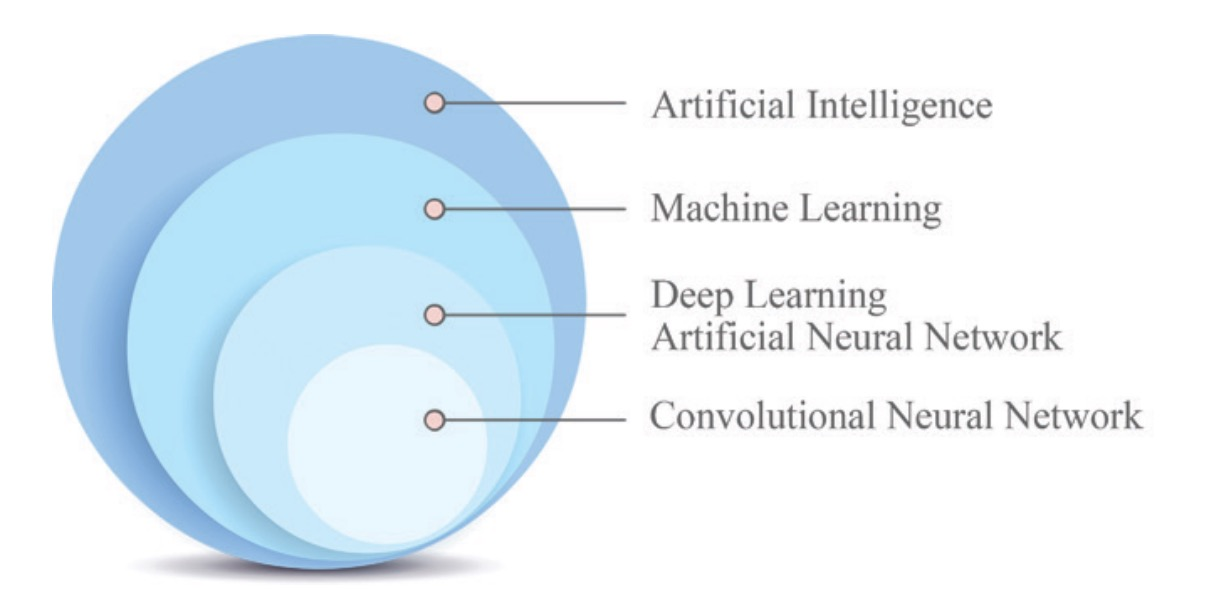 Artificial Intelligence
Machine Learning
Deep Learning
Artificial Neural Network
Convolutional Neural Network